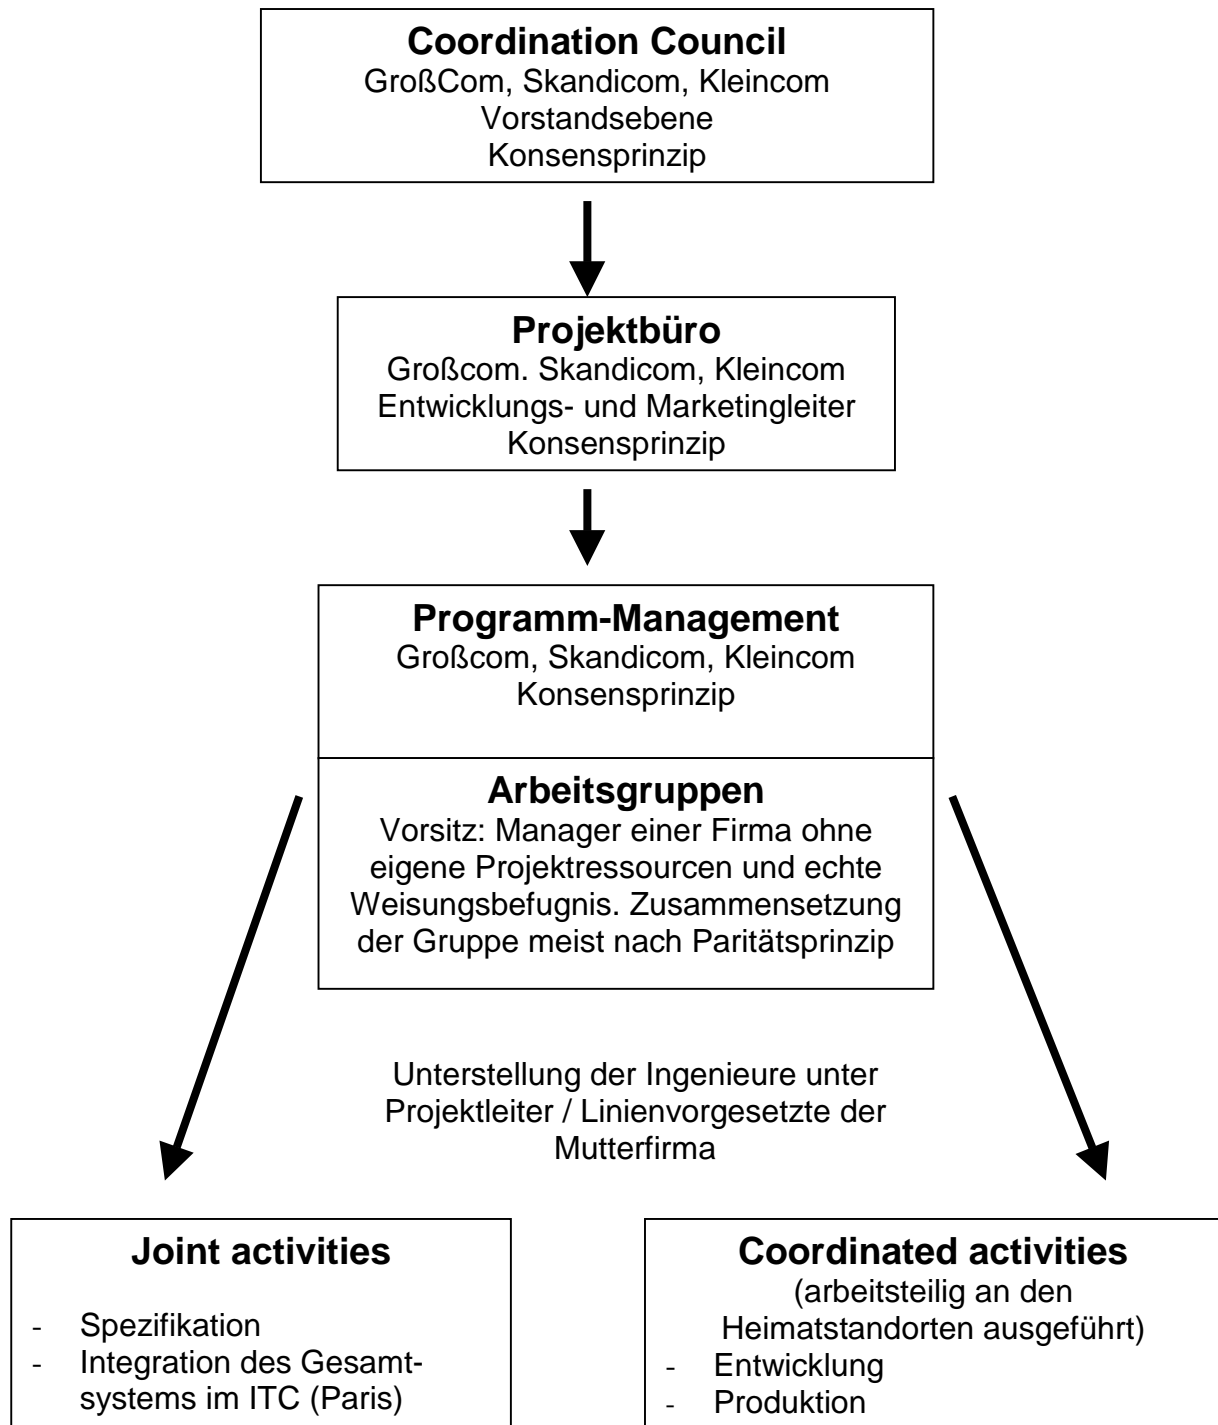 Coordination Council
GroßCom, Skandicom, Kleincom
Vorstandsebene
Konsensprinzip
Projektbüro
Großcom. Skandicom, Kleincom
Entwicklungs- und Marketingleiter
Konsensprinzip
Programm-Management
Großcom, Skandicom, Kleincom
Konsensprinzip
Arbeitsgruppen
Vorsitz: Manager einer Firma ohne
eigene Projektressourcen und echte
Weisungsbefugnis. Zusammensetzung
der Gruppe meist nach Paritätsprinzip
Unterstellung der Ingenieure unter
Projektleiter / Linienvorgesetzte der
Mutterfirma
Joint activities
- Spezifikation
- Integration des Gesamt-
systems im ITC (Paris)
Coordinated activities
(arbeitsteilig an den
Heimatstandorten ausgeführt)
- Entwicklung
- Produktion